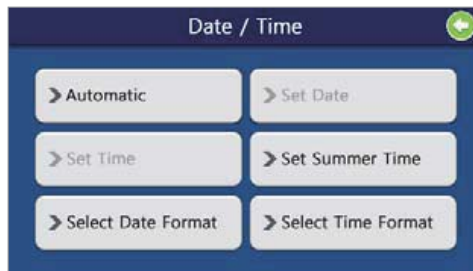 Date / Time
Automatic
Set Date
Set Time
Set Summer Time
Select Date Format
Select Time Format